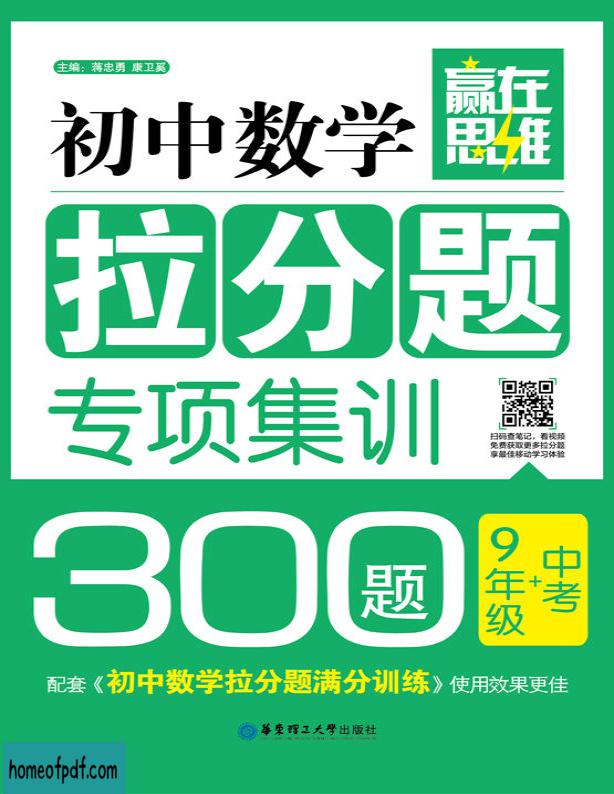 主编：蒋忠勇 康卫奚
初中数学
赢在
思维
拉分题
专项集训
扫码查笔记，看视频
免费获取更多拉分题
享最佳移动学习体验
300题
9年级+中考
配套《初中数学拉分题满分训练》使用效果更佳
华东理工大学出版社
homeofpdf.com